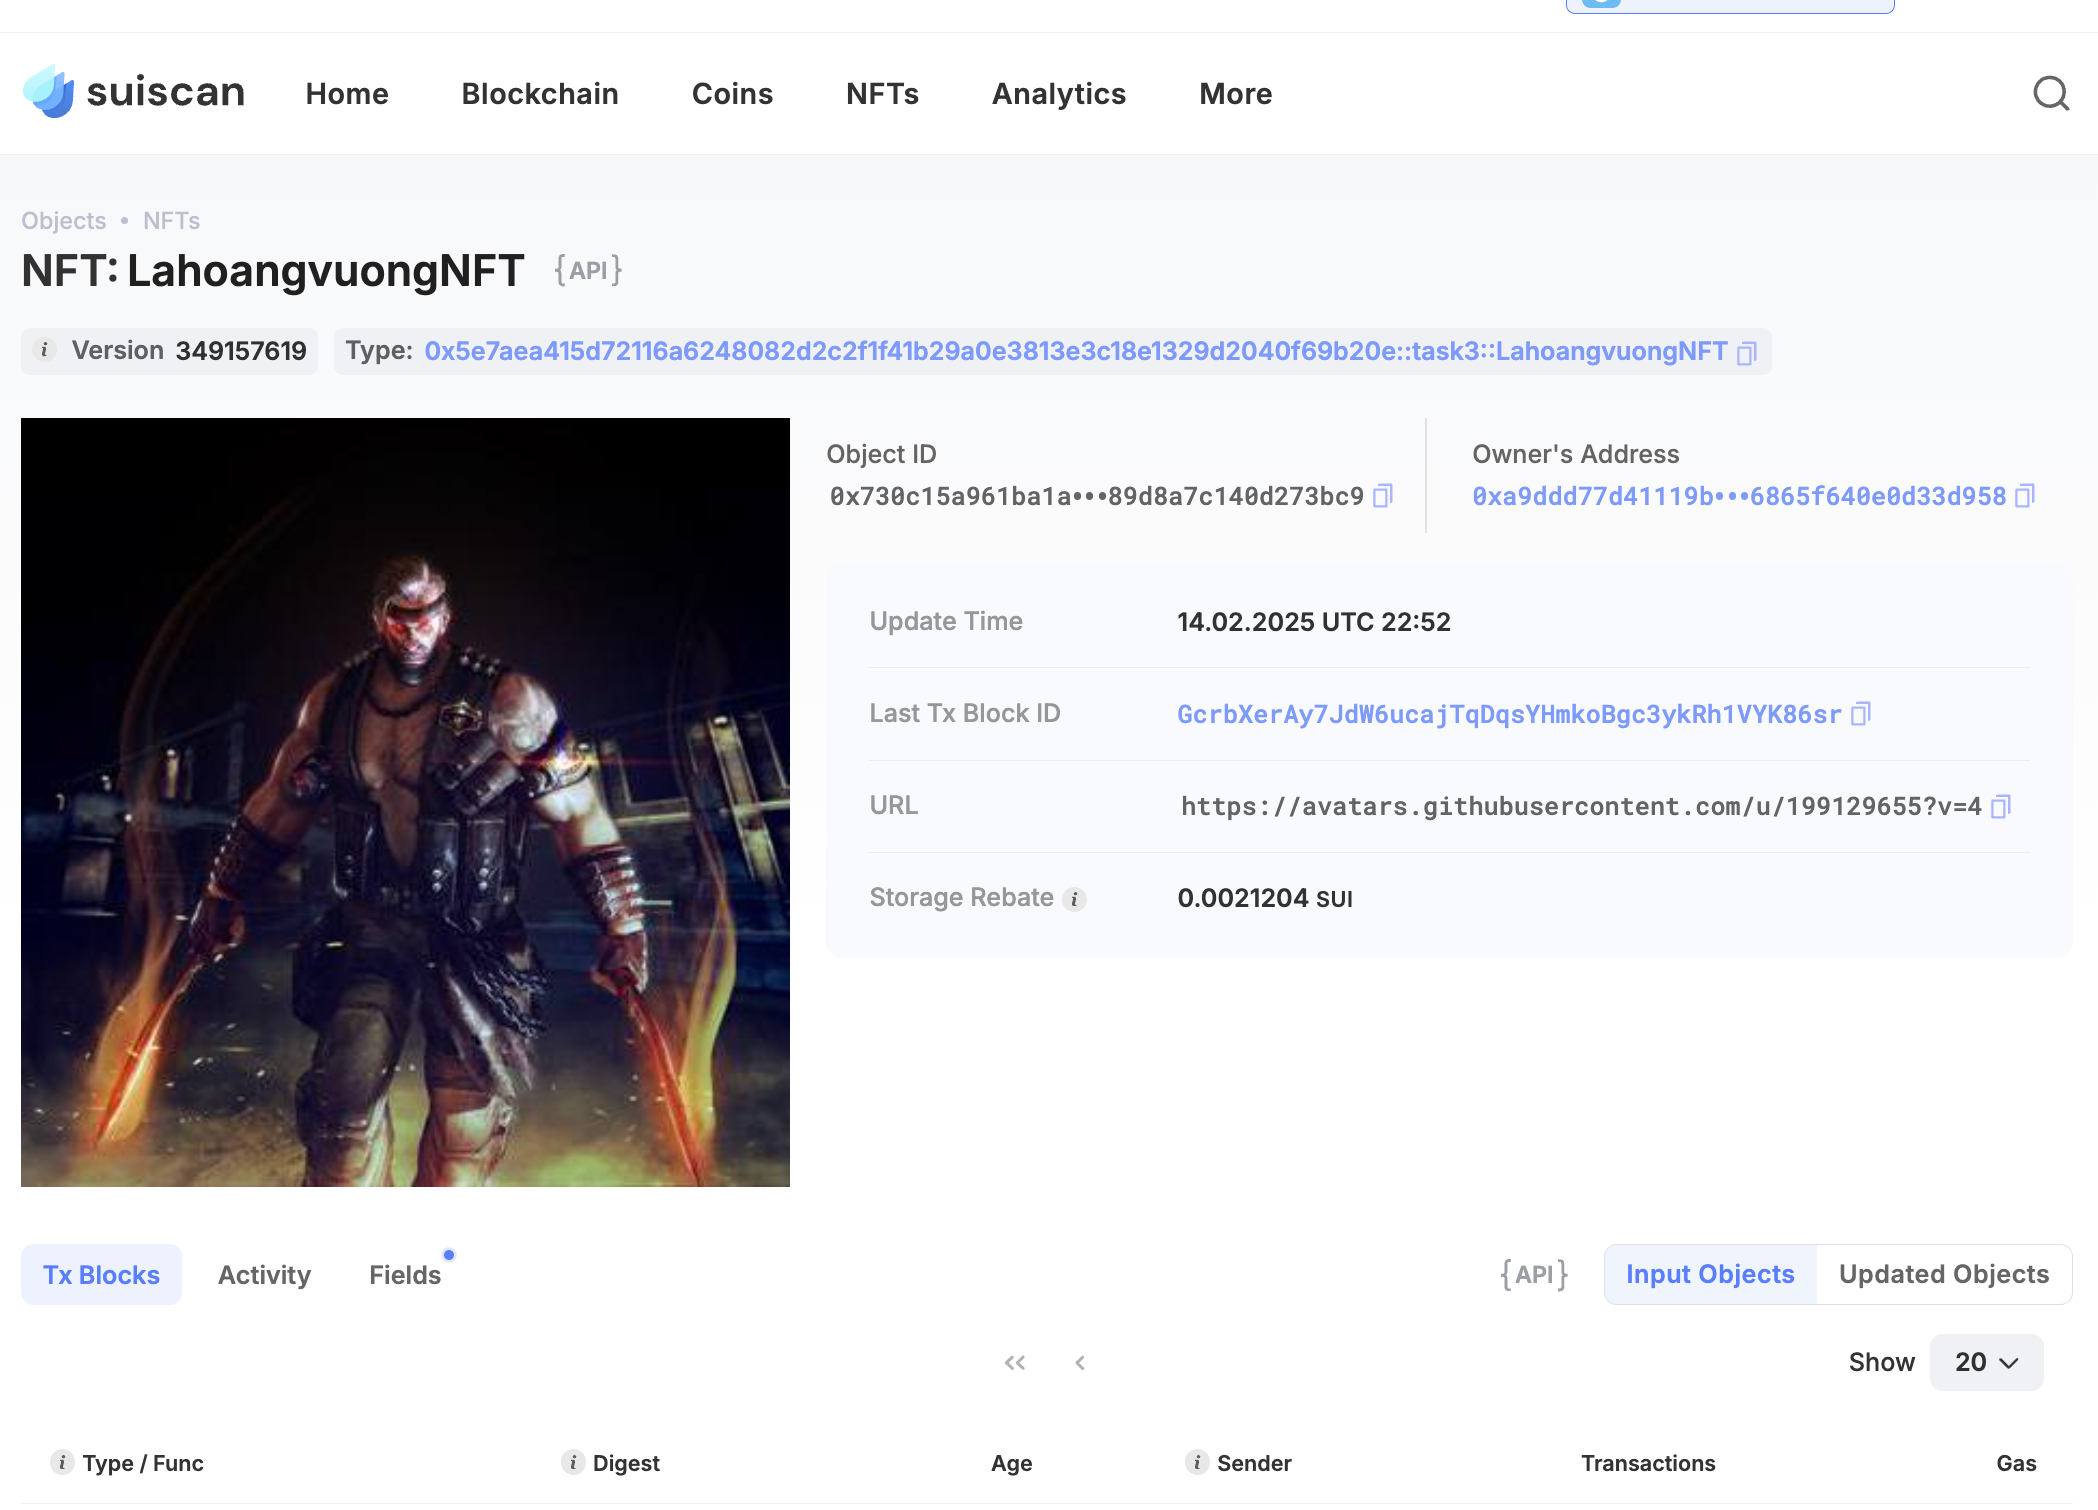 suiscan
Home Blockchain Coins NFTs Analytics More
Objects • NFTs
NFT: LahoangvuongNFT {API}
i Version 349157619 Type: 0x5e7aea415d72116a6248082d2c2f1f41b29a0e3813e3c18e1329d2040f69b20e::task3::LahoangvuongNFT
Object ID
0x730c15a961ba1a•••89d8a7c140d273bc9
Owner's Address
0xa9ddd77d41119b•••6865f640e0d33d958
Update Time 14.02.2025 UTC 22:52
Last Tx Block ID GcrbXerAy7JdW6ucajTqDqsYHmkoBgc3ykRh1VYK86sr
URL https://avatars.githubusercontent.com/u/199129655?v=4
Storage Rebate i 0.0021204 SUI
Tx Blocks Activity Fields {API} Input Objects Updated Objects
Show 20
i Type / Func i Digest Age i Sender Transactions Gas